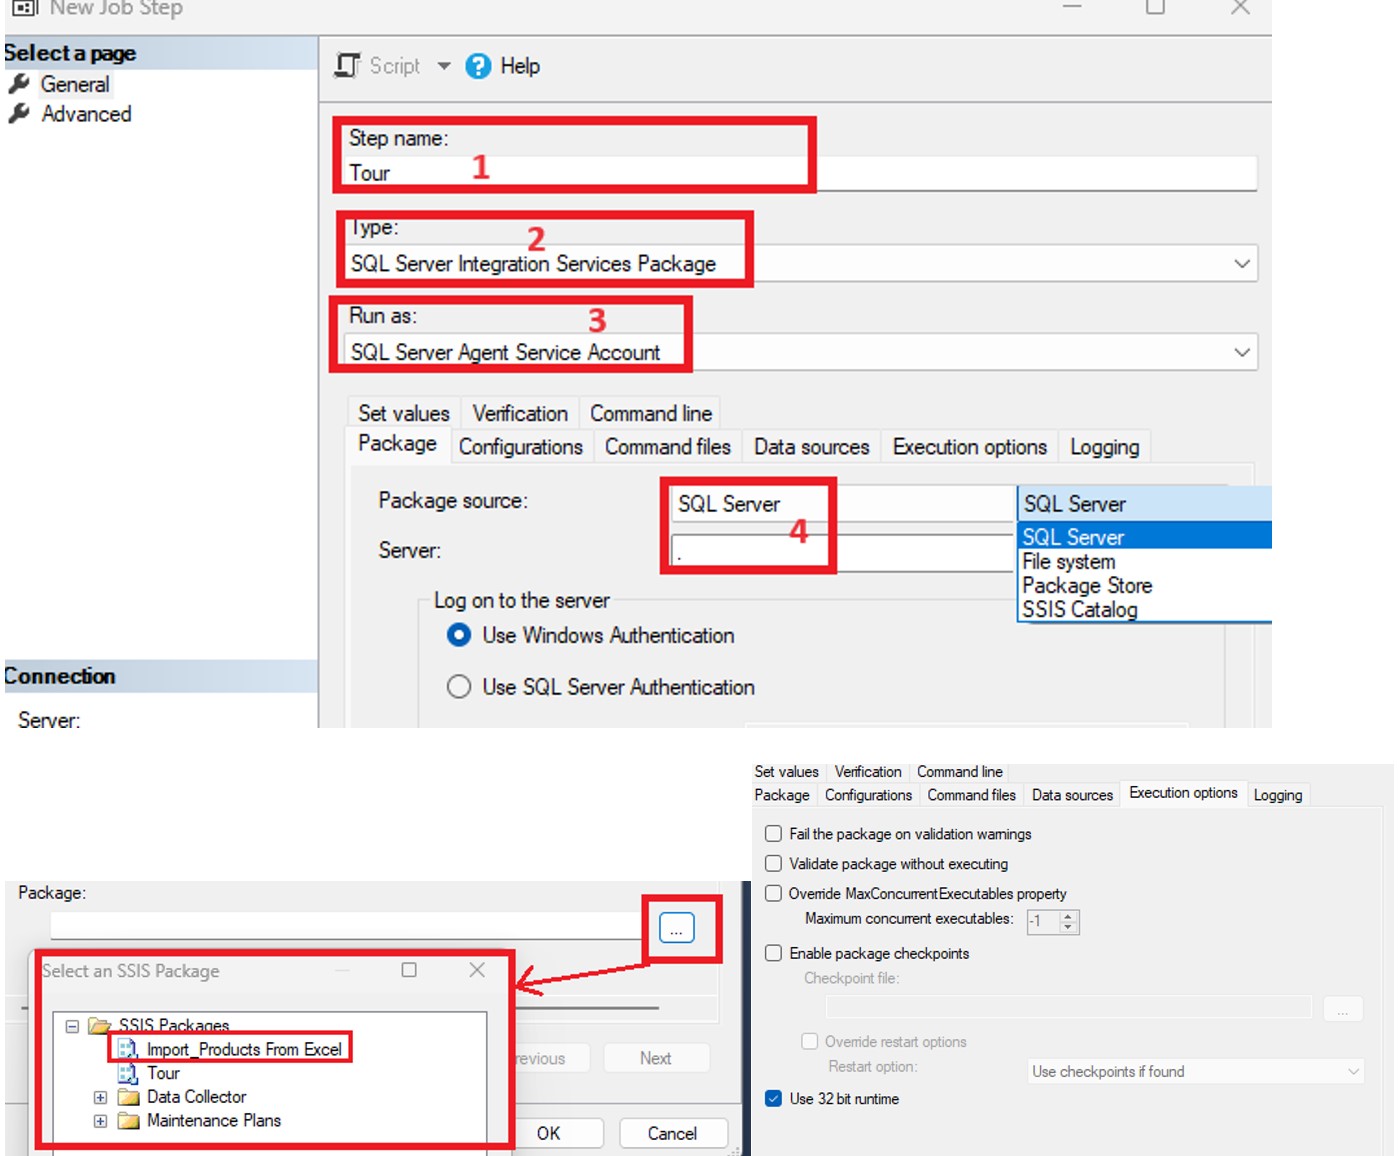 New Job Step
Select a page
General
Advanced
Script
Help
Step name:
Tour
1
Type:
2
SQL Server Integration Services Package
Run as:
3
SQL Server Agent Service Account
Set values Verification Command line
Package Configurations Command files Data sources Execution options Logging
Package source:
SQL Server
SQL Server
4
Server:
.
SQL Server
File system
Package Store
SSIS Catalog
Log on to the server
Use Windows Authentication
Use SQL Server Authentication
Connection
Server:
Package:
...
Select an SSIS Package
SSIS Packages
Import_Products From Excel
Tour
Data Collector
Maintenance Plans
revious
Next
OK
Cancel
Set values Verification Command line
Package Configurations Command files Data sources Execution options Logging
Fail the package on validation warnings
Validate package without executing
Override MaxConcurrentExecutables property
Maximum concurrent executables: -1
Enable package checkpoints
Checkpoint file:
...
Override restart options
Restart option: Use checkpoints if found
Use 32 bit runtime